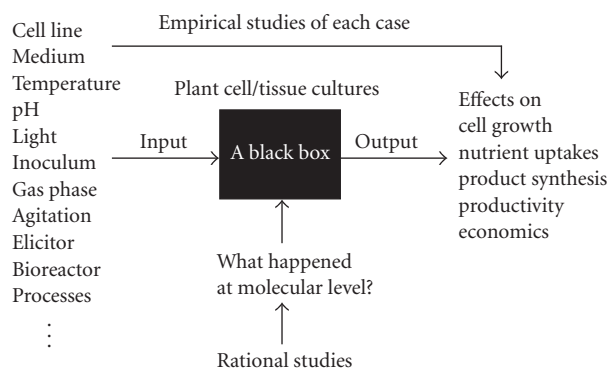 Cell line
Medium
Temperature
pH
Light
Inoculum
Gas phase
Agitation
Elicitor
Bioreactor
Processes
Empirical studies of each case
Plant cell/tissue cultures
Input
A black box
Output
Effects on
cell growth
nutrient uptakes
product synthesis
productivity
economics
What happened
at molecular level?
Rational studies